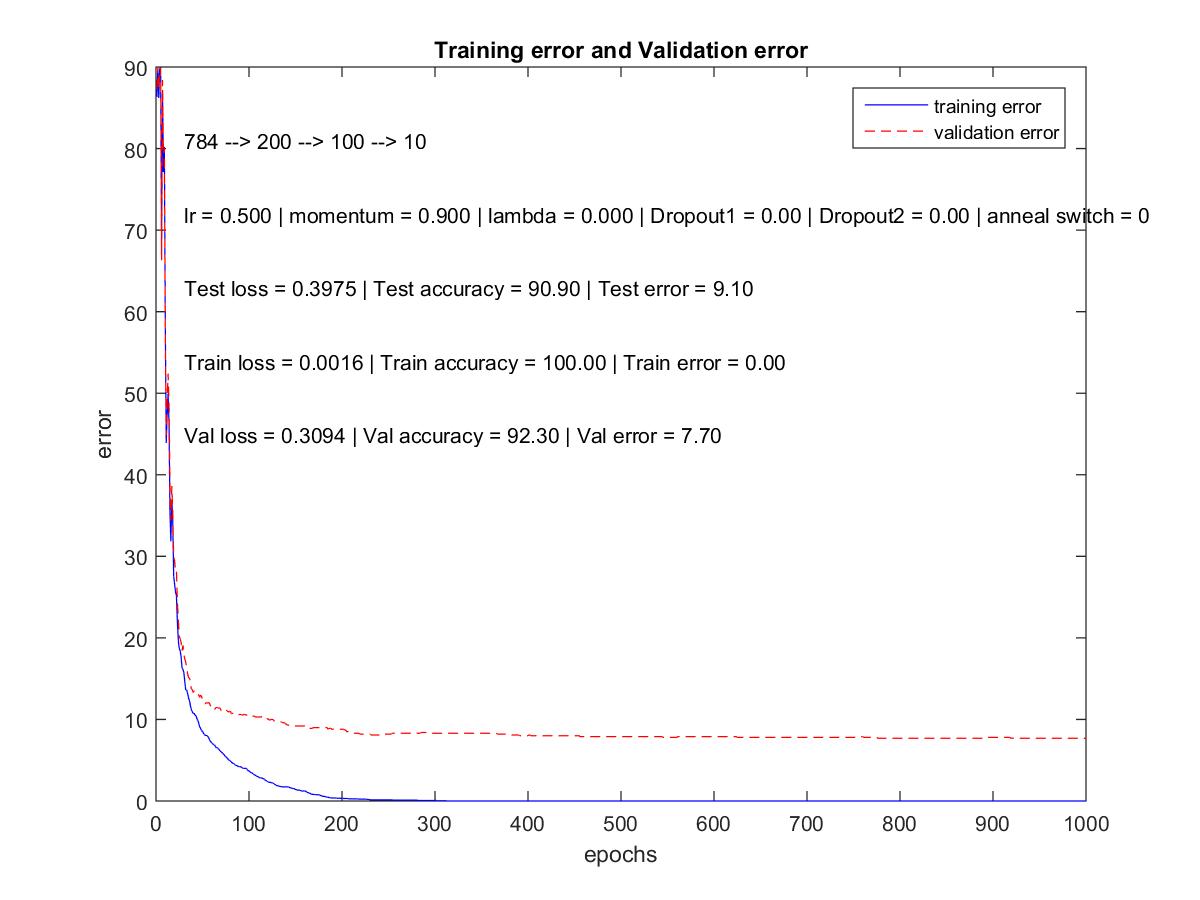 Training error and Validation error
training error
validation error
784 --> 200 --> 100 --> 10
lr = 0.500 | momentum = 0.900 | lambda = 0.000 | Dropout1 = 0.00 | Dropout2 = 0.00 | anneal switch = 0
Test loss = 0.3975 | Test accuracy = 90.90 | Test error = 9.10
Train loss = 0.0016 | Train accuracy = 100.00 | Train error = 0.00
Val loss = 0.3094 | Val accuracy = 92.30 | Val error = 7.70
error
90
80
70
60
50
40
30
20
10
0
0 100 200 300 400 500 600 700 800 900 1000
epochs